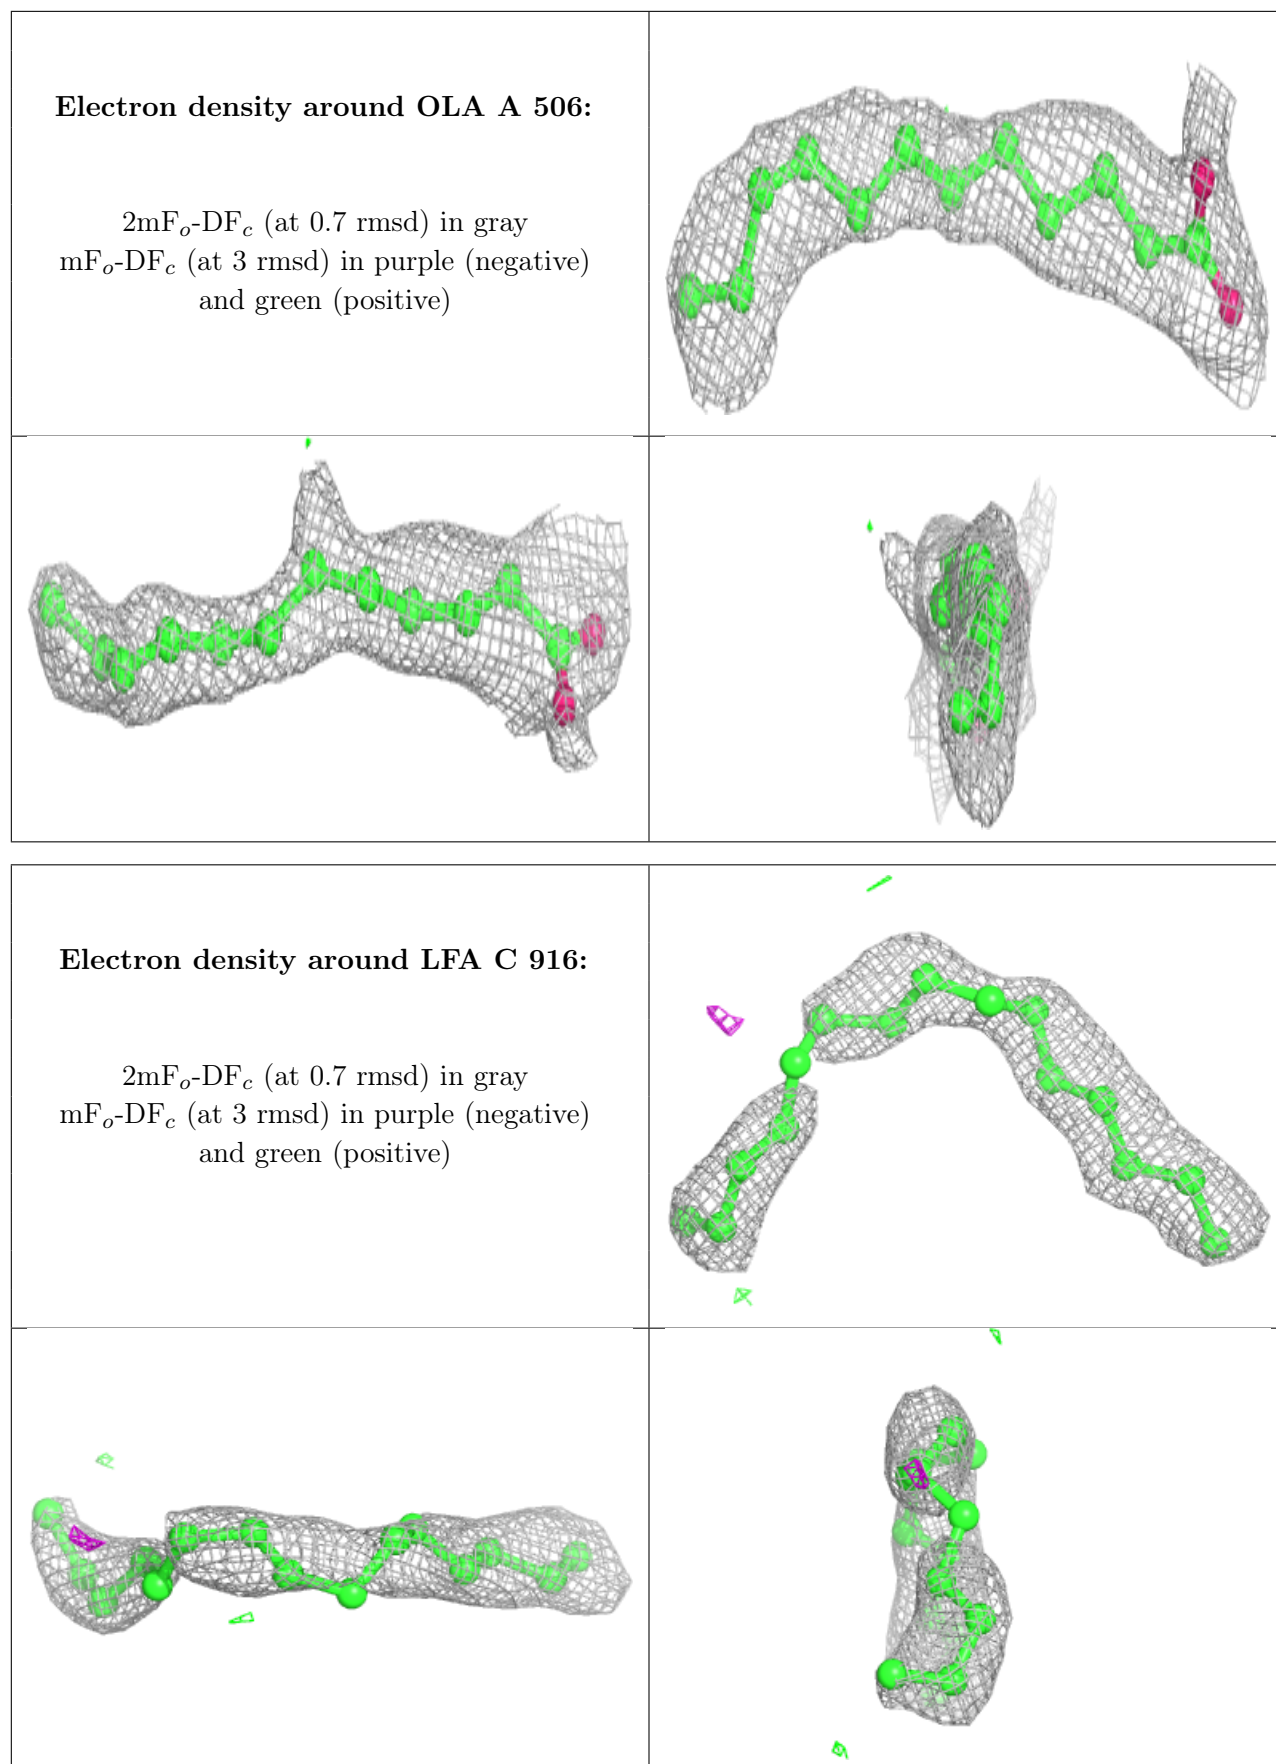 Electron density around OLA A 506:
2mFo-DFc (at 0.7 rmsd) in gray
mFo-DFc (at 3 rmsd) in purple (negative)
and green (positive)
Electron density around LFA C 916:
2mFo-DFc (at 0.7 rmsd) in gray
mFo-DFc (at 3 rmsd) in purple (negative)
and green (positive)